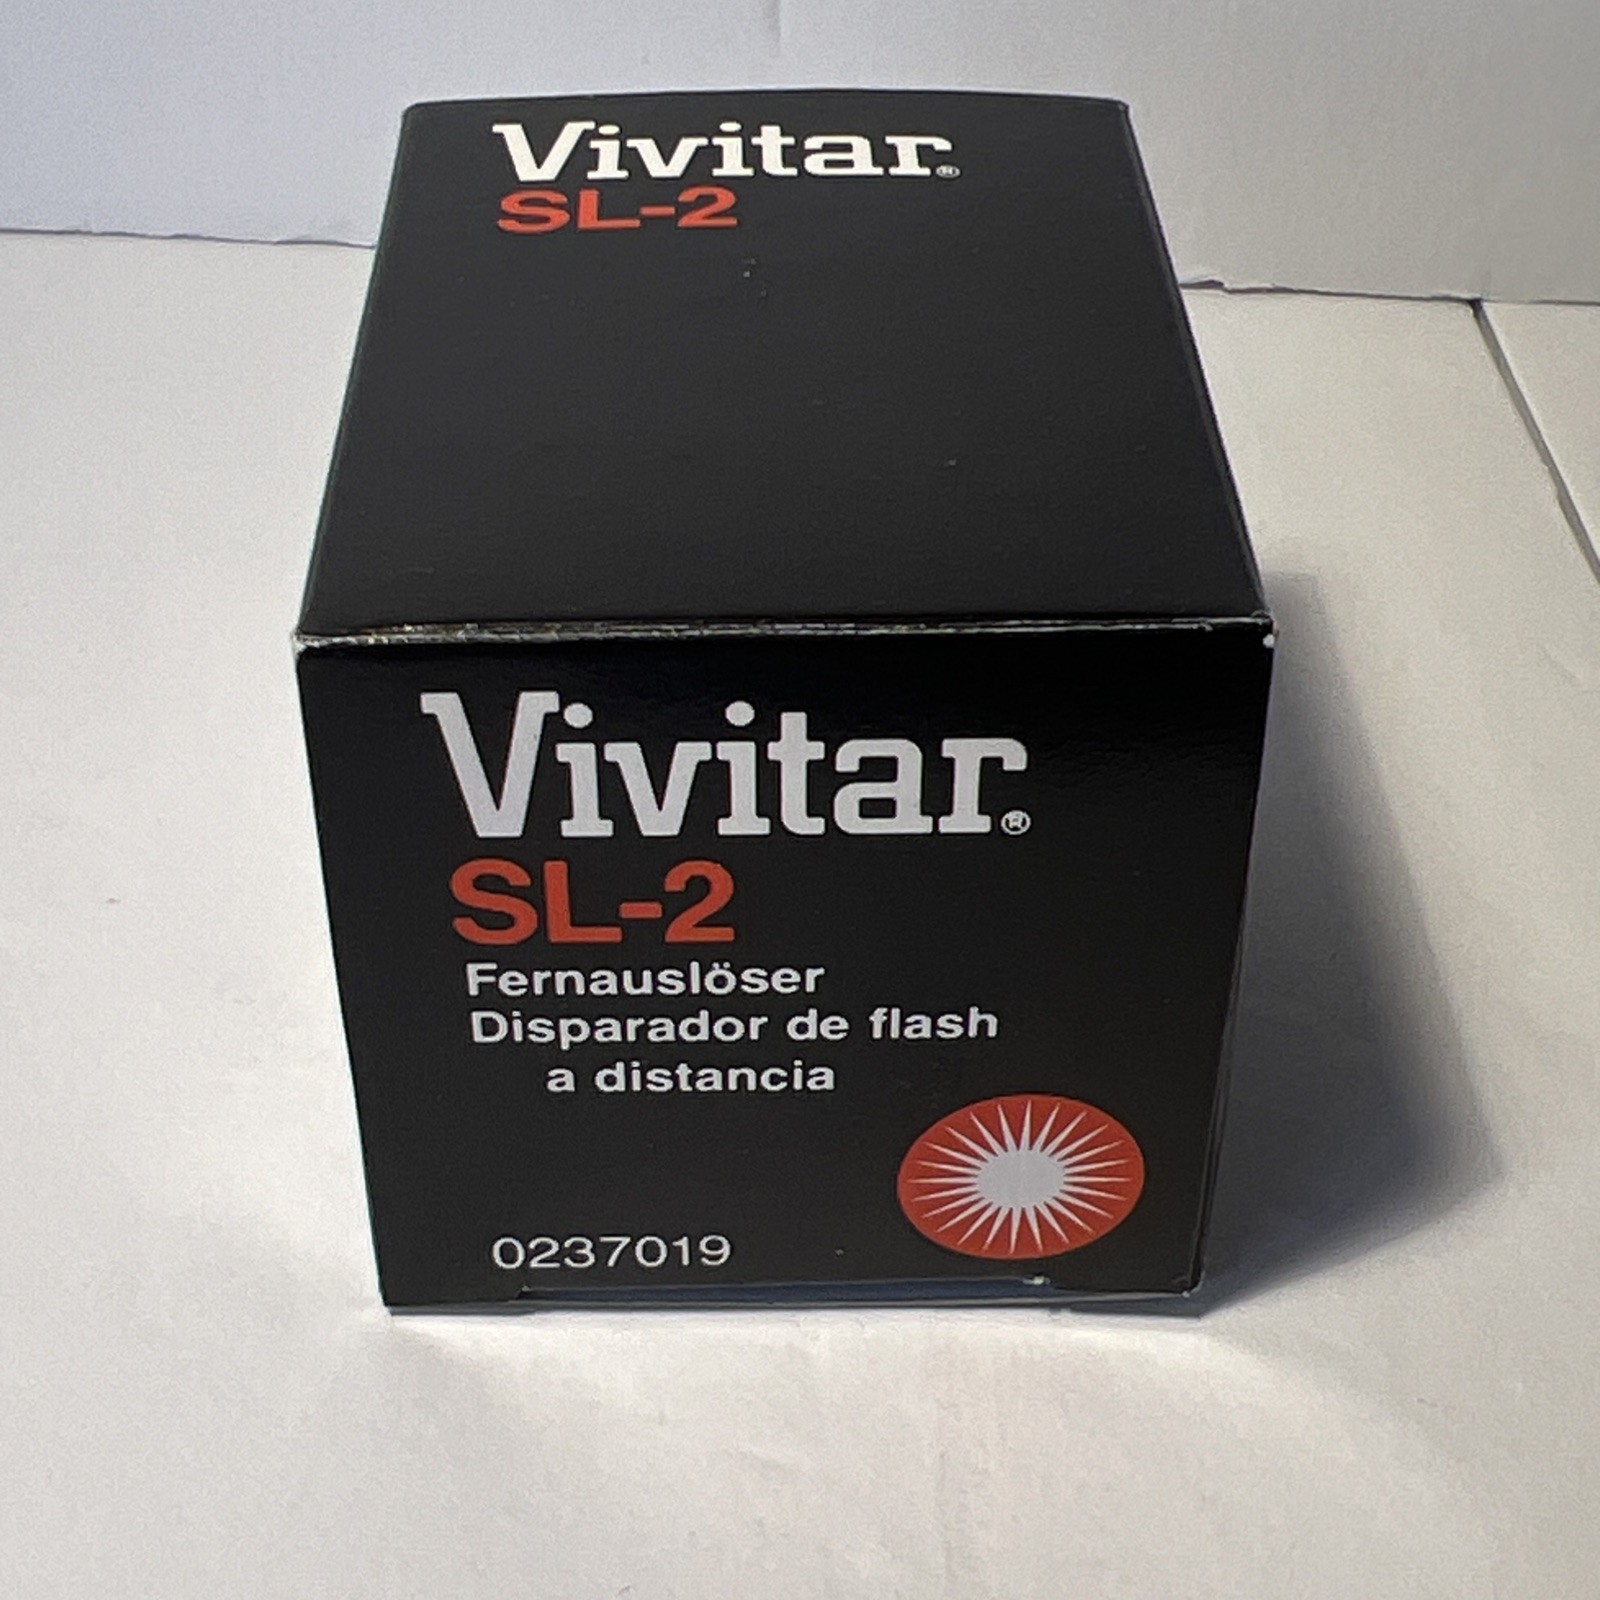 Vivitar®
SL-2
Vivitar®
SL-2
Fernauslöser
Disparador de flash
a distancia
0237019